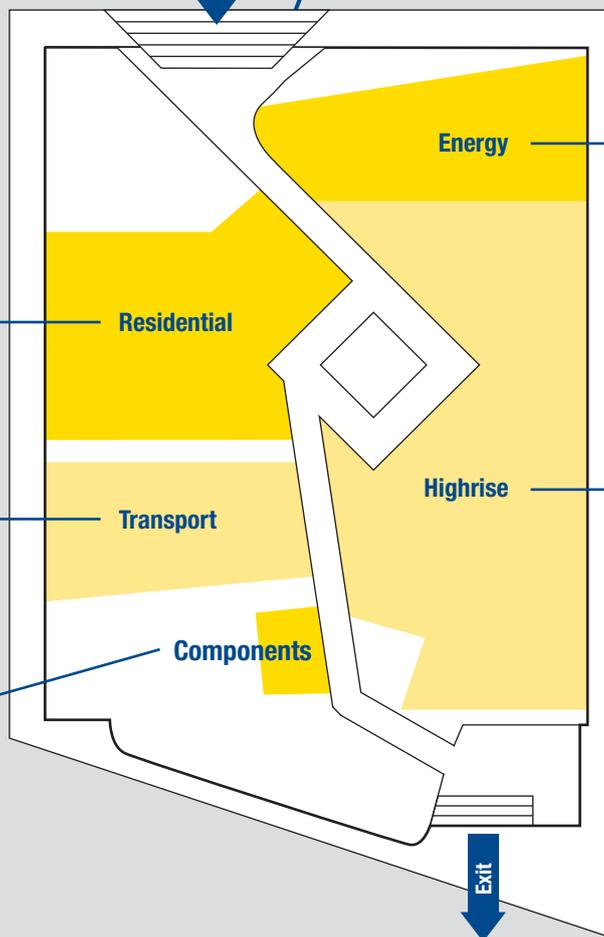 Energy
Residential
Highrise
Transport
Components
Exit